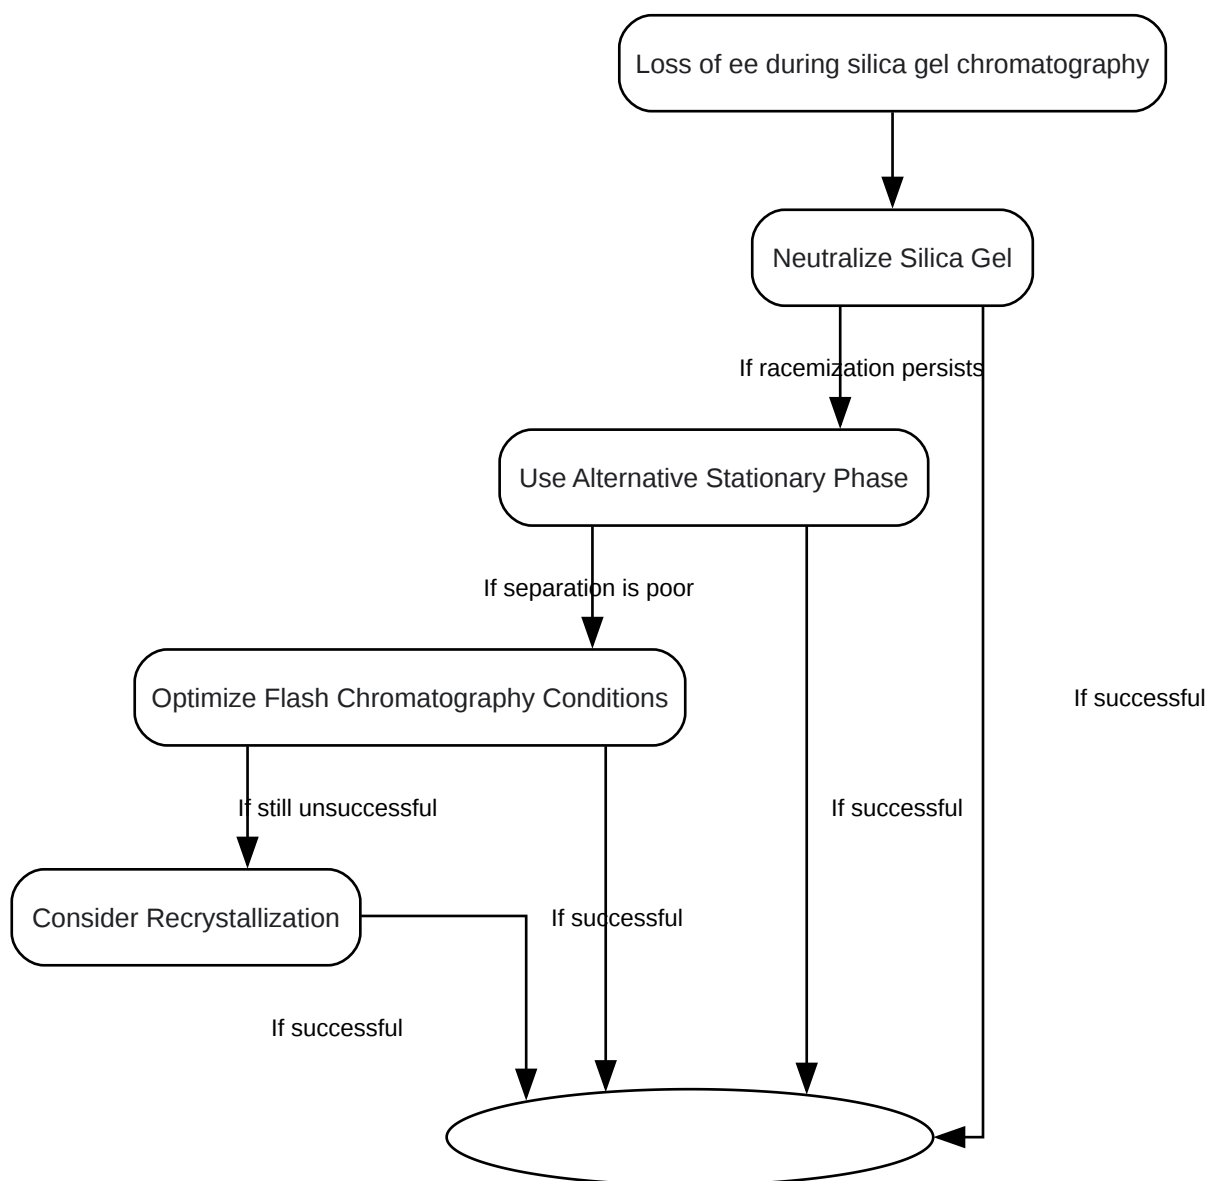 Loss of ee during silica gel chromatography
Neutralize Silica Gel
If racemization persists
Use Alternative Stationary Phase
If separation is poor
Optimize Flash Chromatography Conditions
If successful
If still unsuccessful
If successful
Consider Recrystallization
If successful
If successful